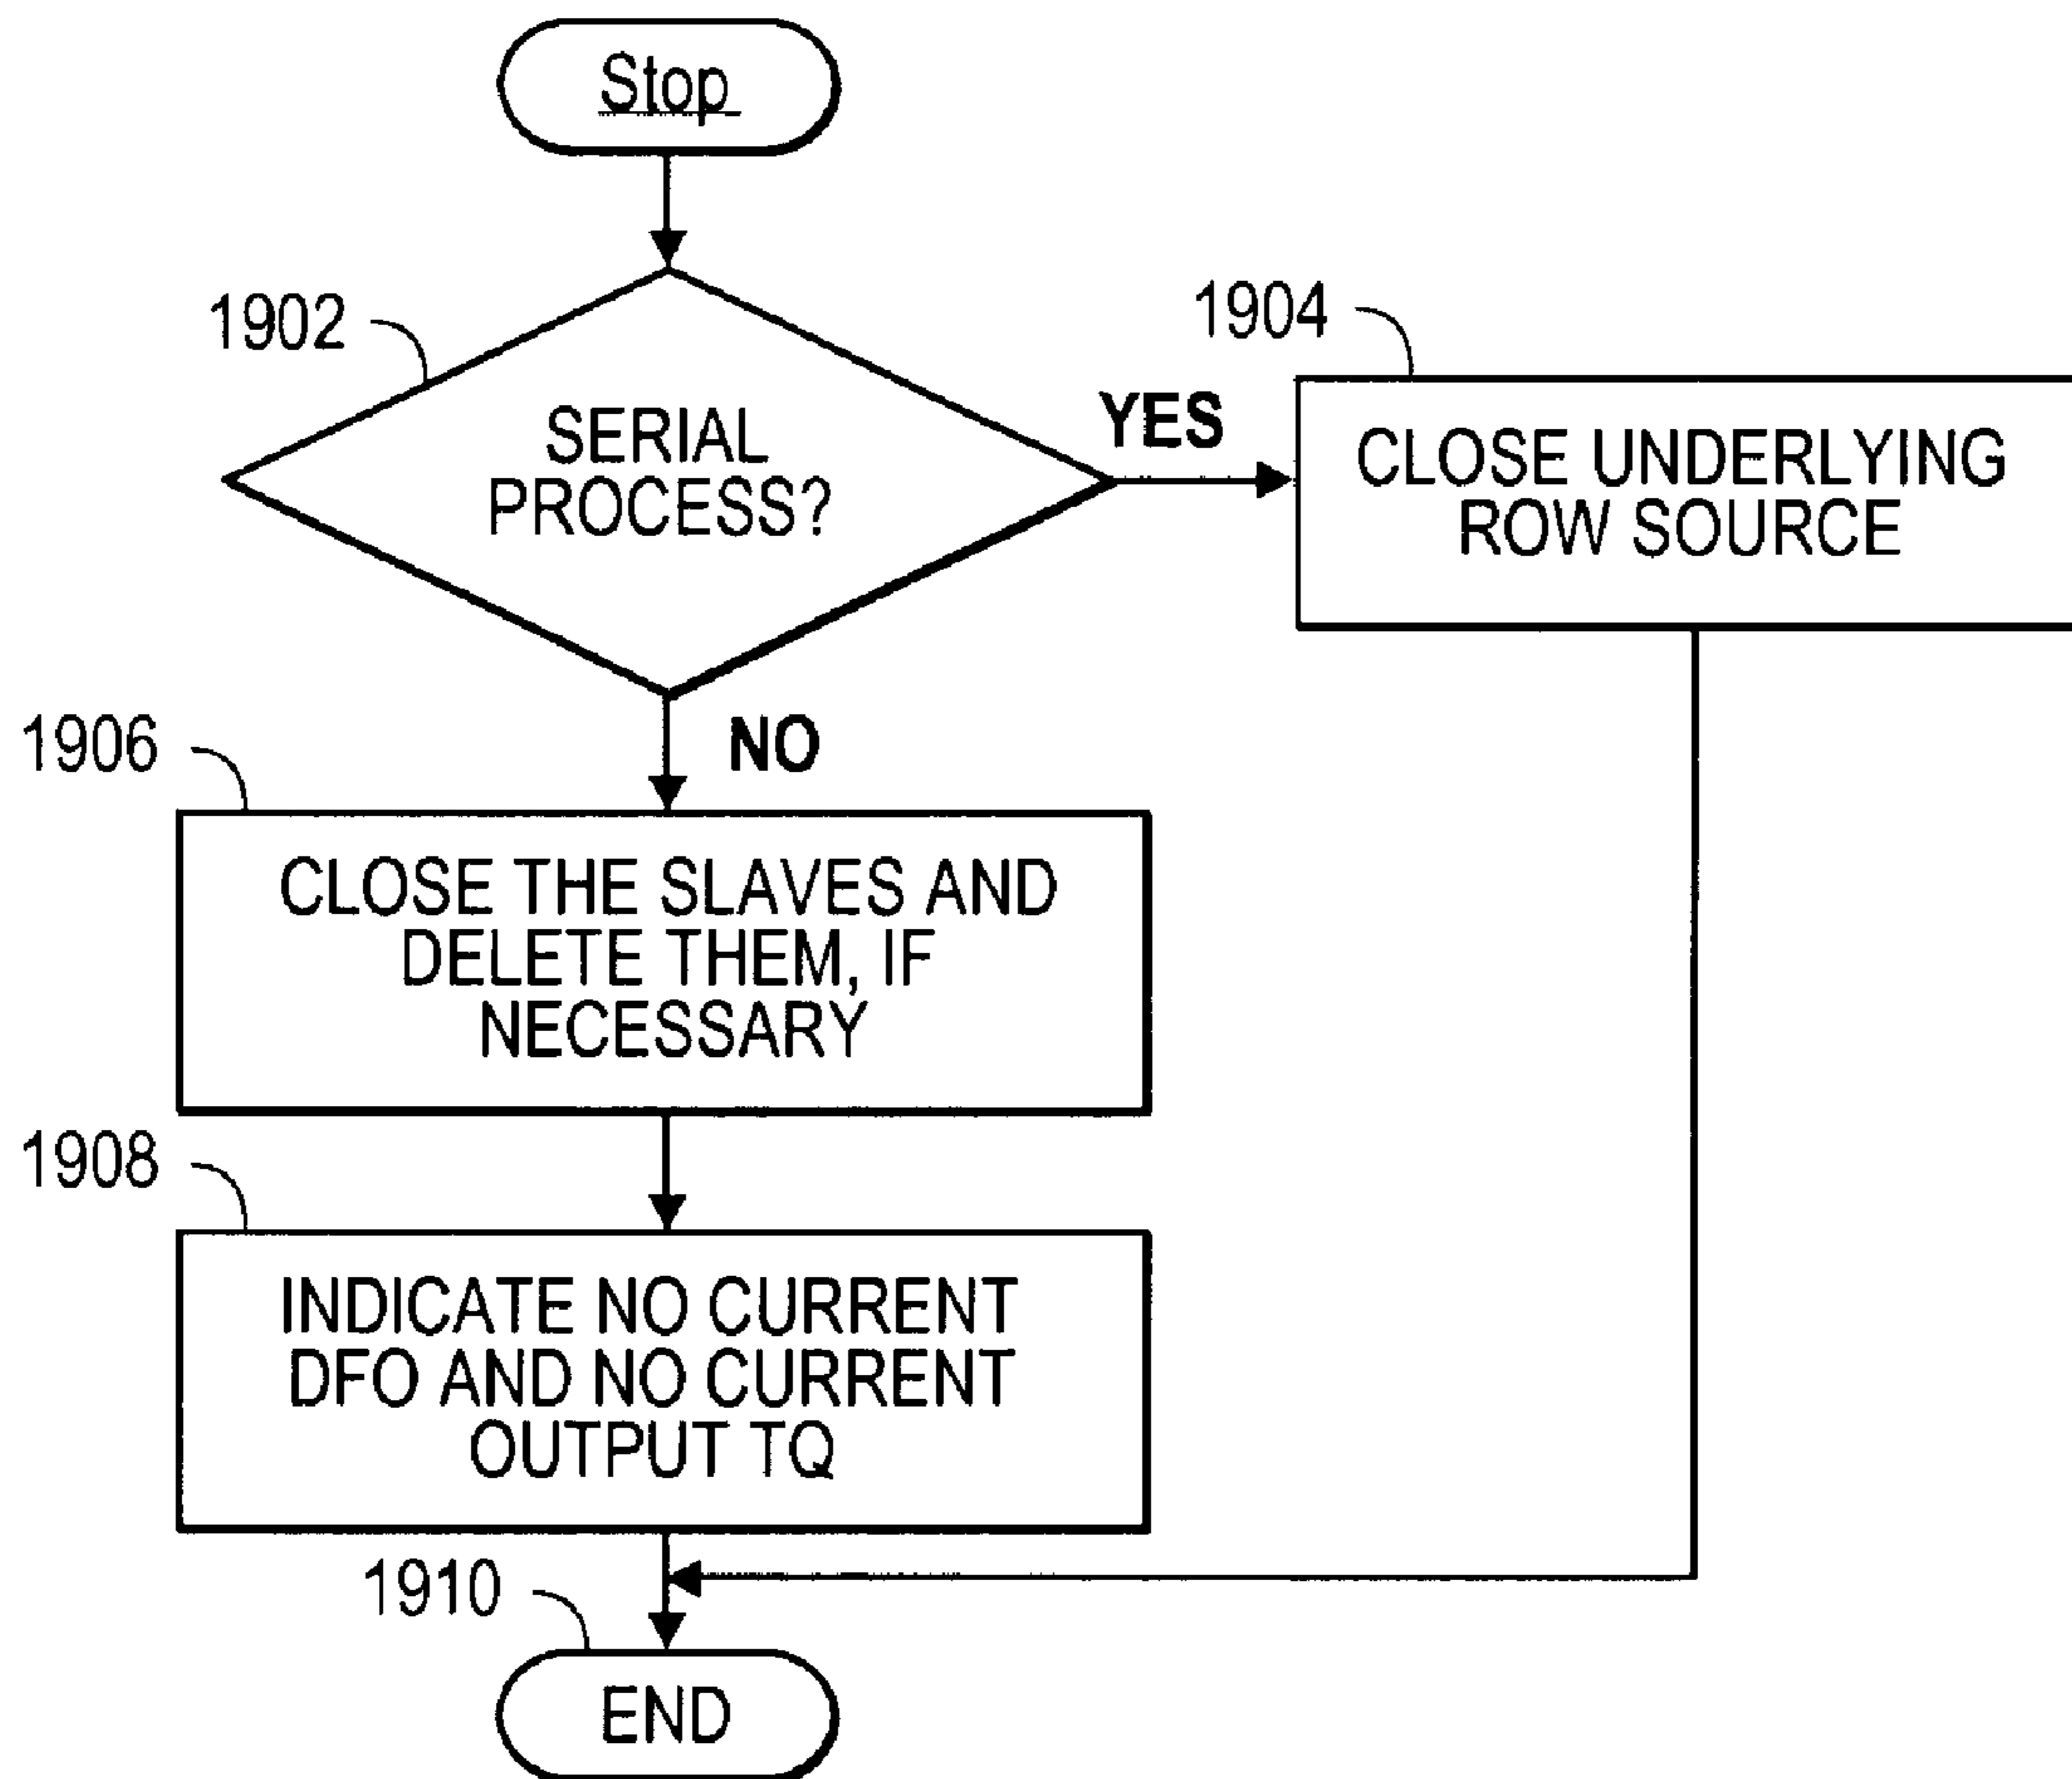 Stop
1902
SERIAL
PROCESS?
YES
1904
CLOSE UNDERLYING
ROW SOURCE
NO
1906
CLOSE THE SLAVES AND
DELETE THEM, IF
NECESSARY
1908
INDICATE NO CURRENT
DFO AND NO CURRENT
OUTPUT TQ
1910
END